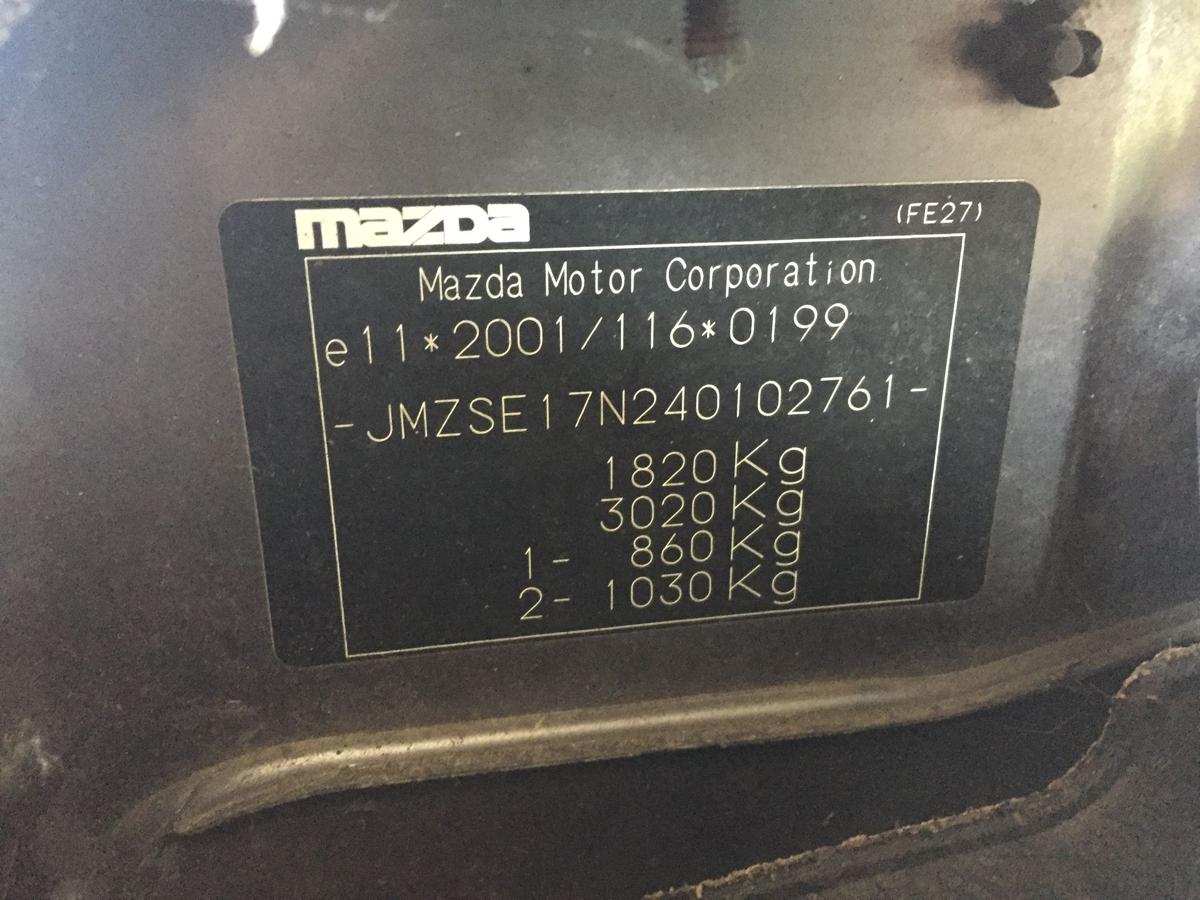 mazda
(FE27)
Mazda Motor Corporation
e11*2001/116*0199
-JMZSE17N240102761-
1820Kg
3020Kg
1- 860Kg
2- 1030Kg